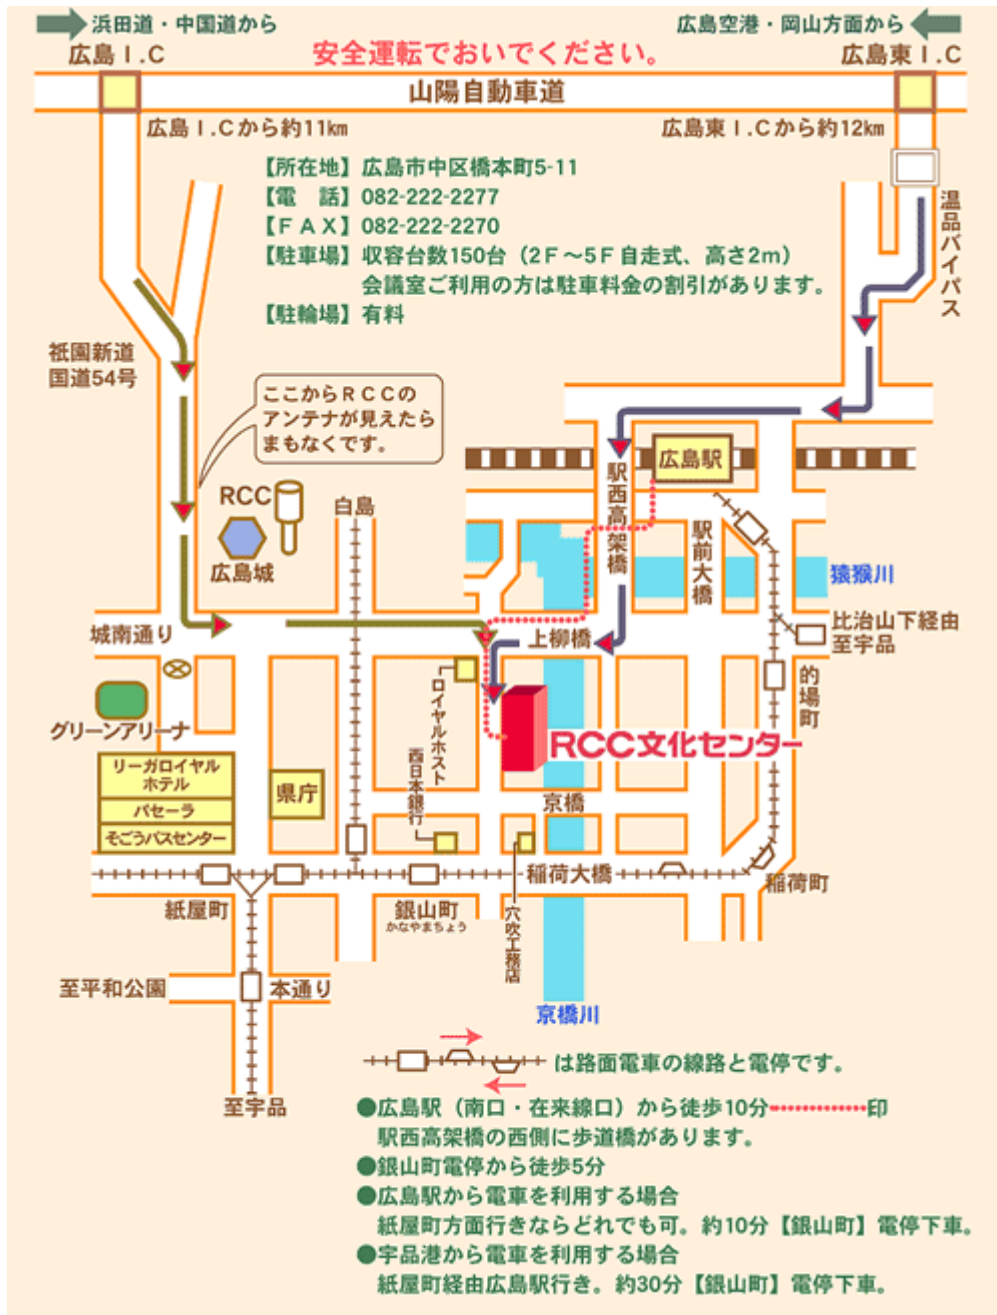 浜田道・中国道から
広島空港・岡山方面から
広島I.C
安全運転でおいでください。
広島東I.C
山陽自動車道
広島I.Cから約11km
広島東I.Cから約12km
【所在地】広島市中区橋本町5-11
【電　話】082-222-2277
【ＦＡＸ】082-222-2270
【駐車場】収容台数150台（2Ｆ～5Ｆ自走式、高さ2m）
会議室ご利用の方は駐車料金の割引があります。
【駐輪場】有料
温品バイパス
祇園新道
国道54号
ここからＲＣＣの
アンテナが見えたら
まもなくです。
広島駅
駅西高架橋
RCC
白島
駅前大橋
広島城
猿猴川
城南通り
上柳橋
比治山下経由
至宇品
的場町
グリーンアリーナ
ロイヤルホスト
RCC文化センター
西日本銀行
リーガロイヤル
ホテル
パセーラ
そごうバスセンター
県庁
京橋
稲荷大橋
稲荷町
紙屋町
銀山町
かなやまちょう
穴吹工務店
至平和公園
本通り
京橋川
至宇品
は路面電車の線路と電停です。
●広島駅（南口・在来線口）から徒歩10分 印
駅西高架橋の西側に歩道橋があります。
●銀山町電停から徒歩5分
●広島駅から電車を利用する場合
紙屋町方面行きならどれでも可。約10分【銀山町】電停下車。
●宇品港から電車を利用する場合
紙屋町経由広島駅行き。約30分【銀山町】電停下車。